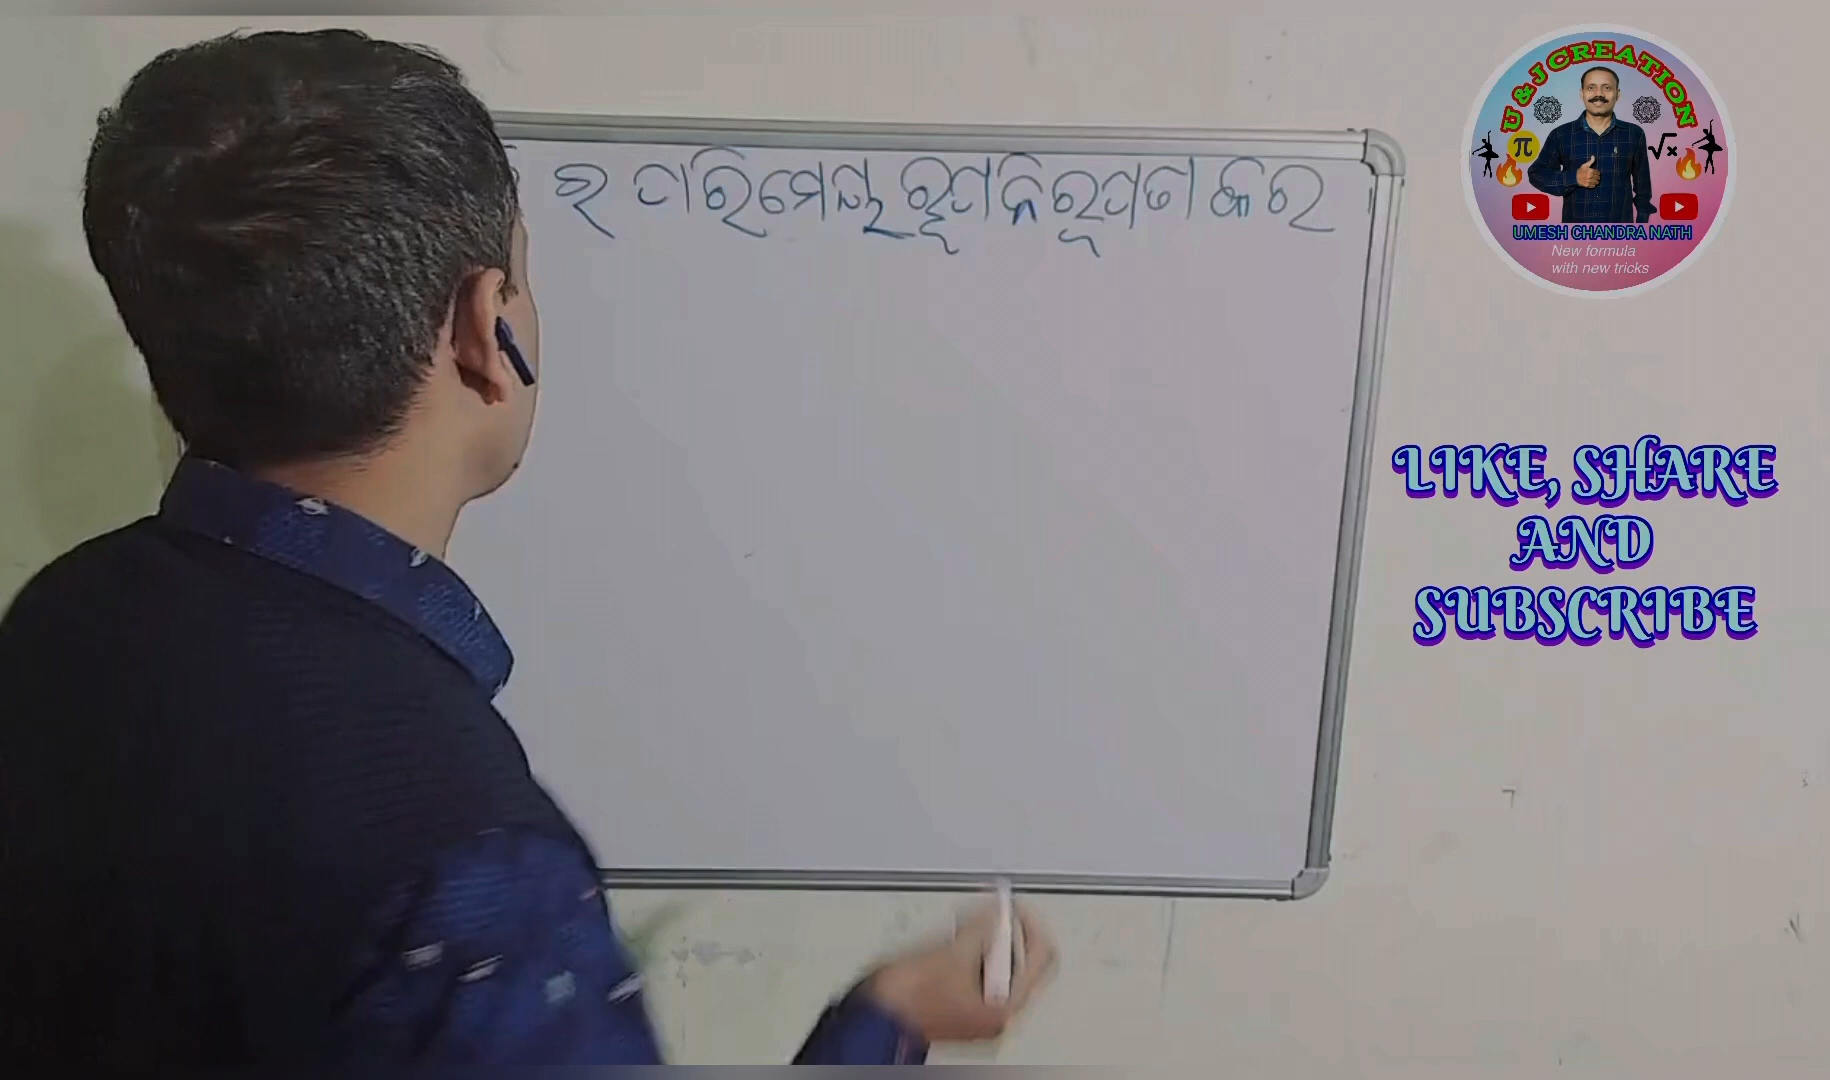 ର ପରିମେୟ ରୂପ ନିରୂପଣ କର
U & J CREATION
π
√x
UMESH CHANDRA NATH
New formula
with new tricks
LIKE, SHARE
AND
SUBSCRIBE